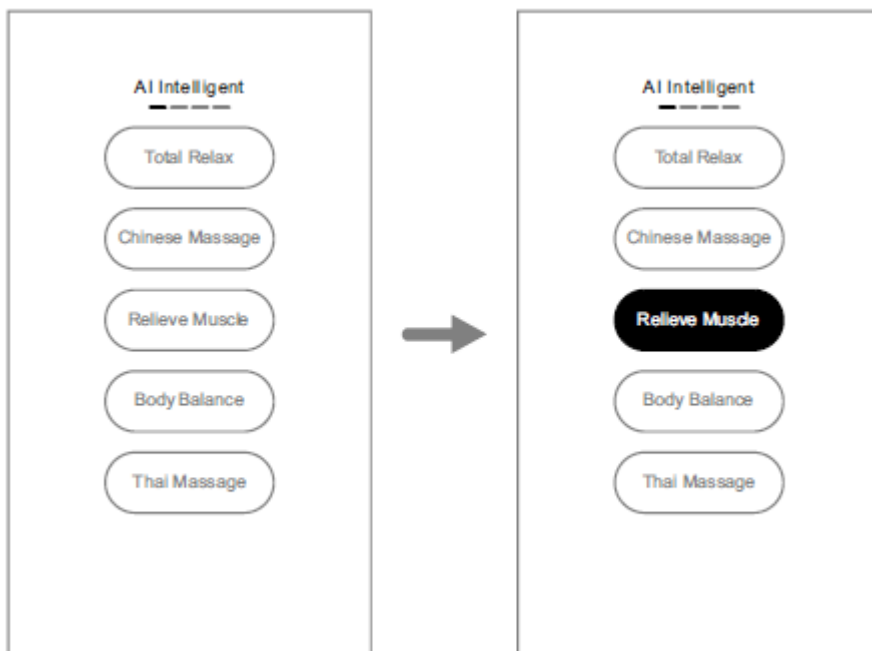 AI Intelligent
Total Relax
Chinese Massage
Relieve Muscle
Body Balance
Thai Massage
AI Intelligent
Total Relax
Chinese Massage
Relieve Muscle
Body Balance
Thai Massage